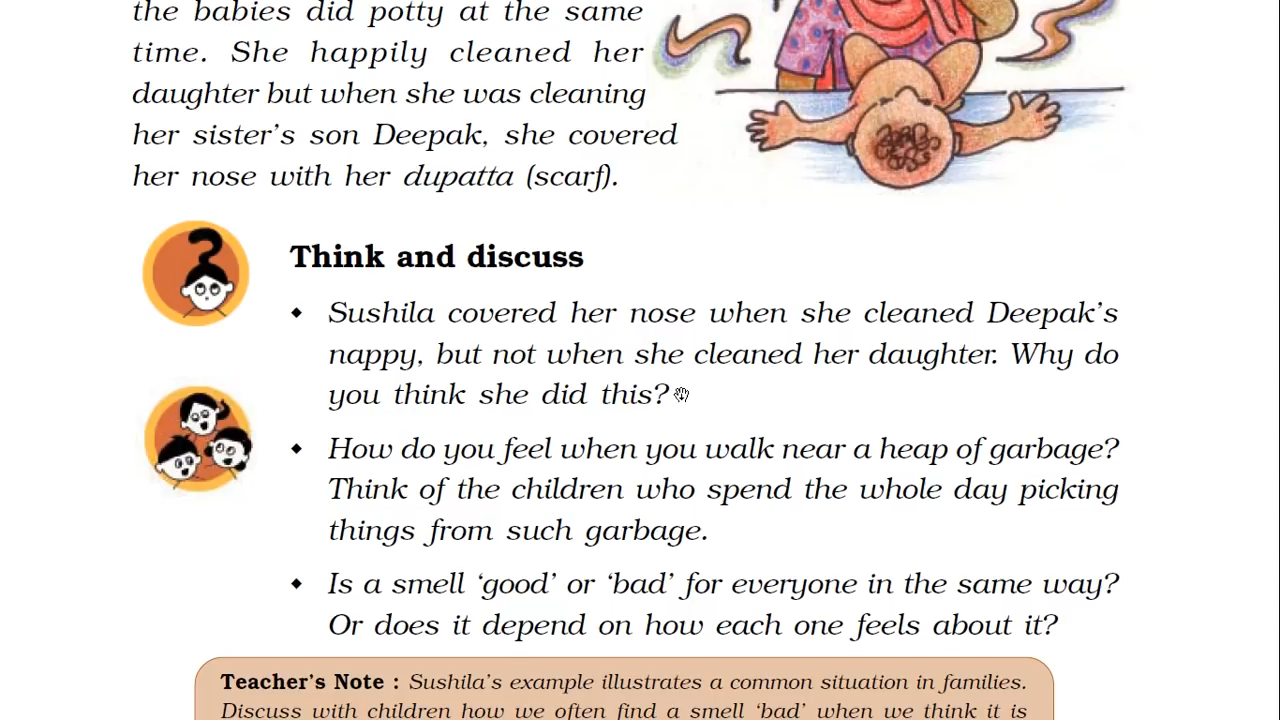 the babies did potty at the same
time. She happily cleaned her
daughter but when she was cleaning
her sister's son Deepak, she covered
her nose with her dupatta (scarf).
Think and discuss
• Sushila covered her nose when she cleaned Deepak's
nappy, but not when she cleaned her daughter. Why do
you think she did this?
• How do you feel when you walk near a heap of garbage?
Think of the children who spend the whole day picking
things from such garbage.
• Is a smell 'good' or 'bad' for everyone in the same way?
Or does it depend on how each one feels about it?
Teacher's Note : Sushila's example illustrates a common situation in families.
Discuss with children how we often find a smell 'bad' when we think it is